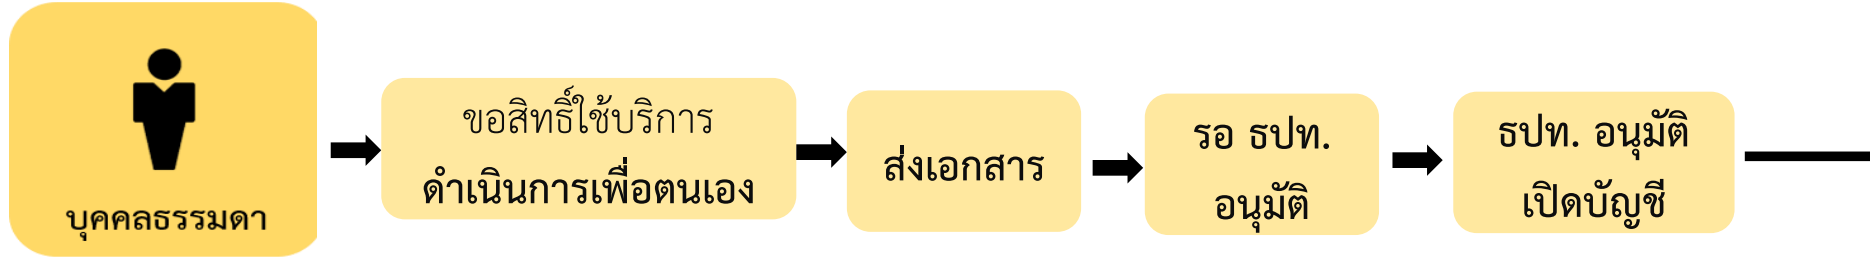 บุคคลธรรมดา
ขอสิทธิ์ใช้บริการ
ดำเนินการเพื่อตนเอง
ส่งเอกสาร
รอ ธปท.
อนุมัติ
ธปท. อนุมัติ
เปิดบัญชี